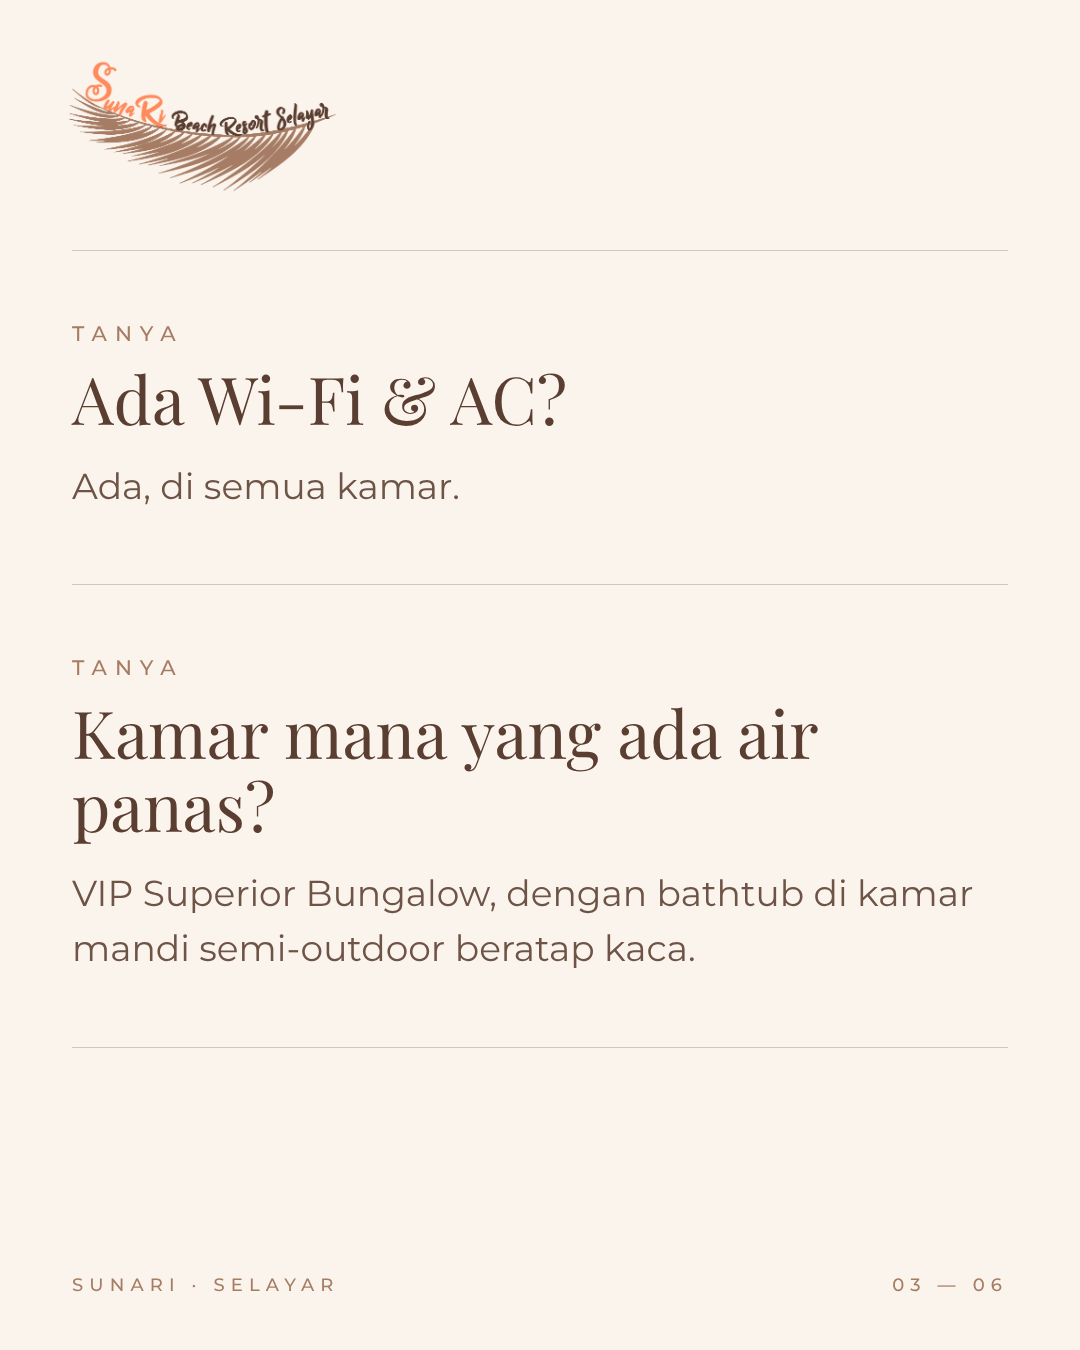 SunaRi Beach Resort Selayar
TANYA
Ada Wi-Fi & AC?
Ada, di semua kamar.
TANYA
Kamar mana yang ada air
panas?
VIP Superior Bungalow, dengan bathtub di kamar
mandi semi-outdoor beratap kaca.
SUNARI · SELAYAR
03 — 06